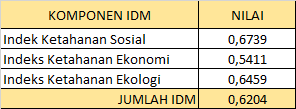 KOMPONEN IDM NILAI
Indek Ketahanan Sosial 0,6739
Indeks Ketahanan Ekonomi 0,5411
Indeks Ketahanan Ekologi 0,6459
JUMLAH IDM 0,6204